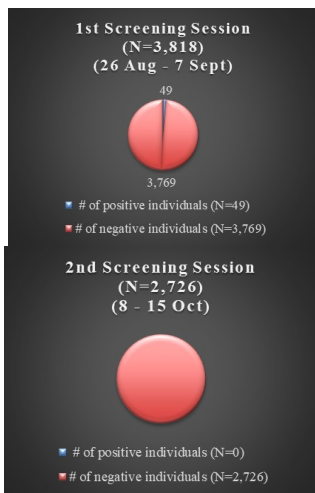 1st Screening Session
(N=3,818)
(26 Aug - 7 Sept)
49
3,769
# of positive individuals (N=49)
# of negative individuals (N=3,769)
2nd Screening Session
(N=2,726)
(8 - 15 Oct)
# of positive individuals (N=0)
# of negative individuals (N=2,726)